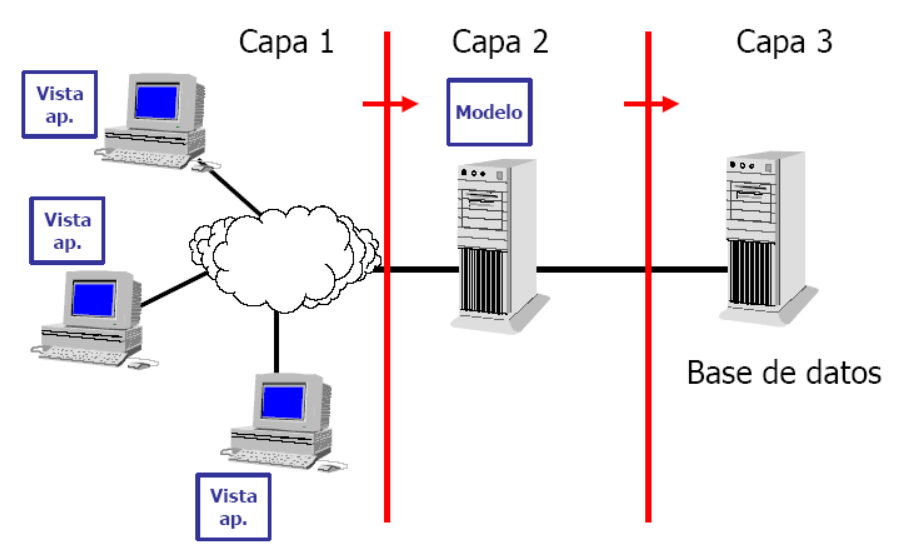 Capa 1
Capa 2
Capa 3
Vista
ap.
Modelo
Vista
ap.
Base de datos
Vista
ap.